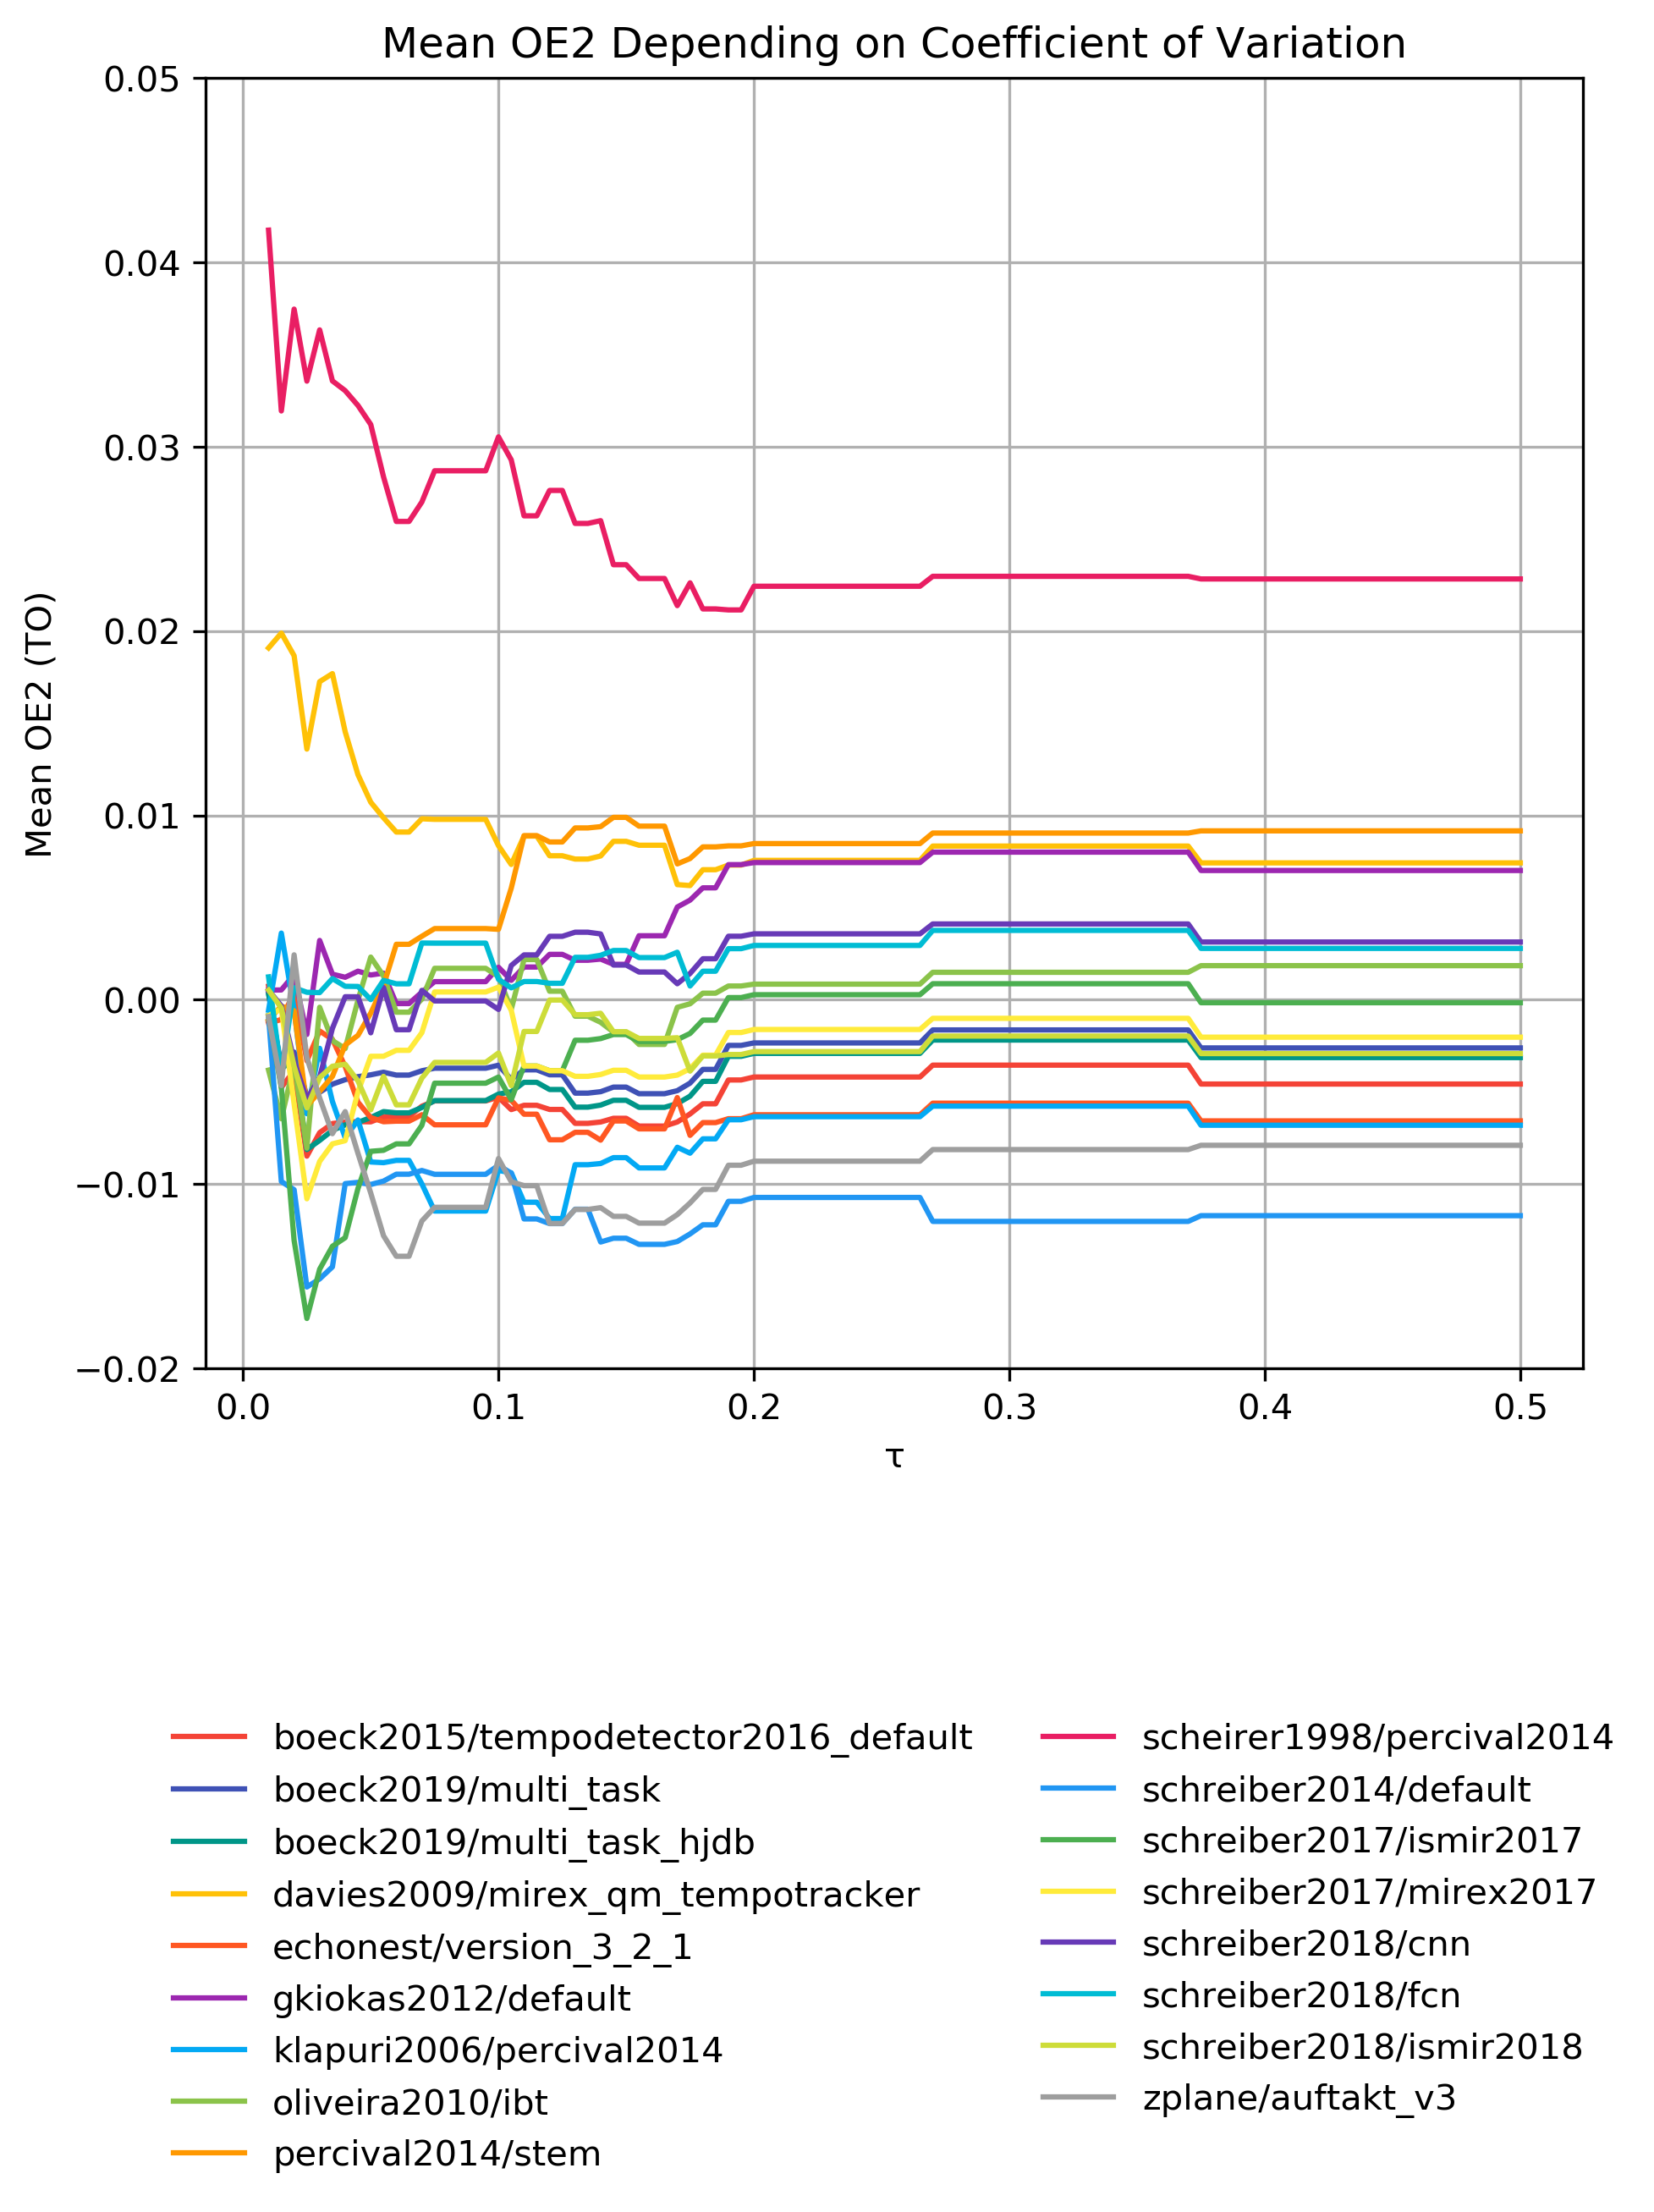 Mean OE2 Depending on Coefficient of Variation
0.05
0.04
0.03
0.02
0.01
0.00
−0.01
−0.02
Mean OE2 (TO)
0.0 0.1 0.2 0.3 0.4 0.5
τ
boeck2015/tempodetector2016_default
boeck2019/multi_task
boeck2019/multi_task_hjdb
davies2009/mirex_qm_tempotracker
echonest/version_3_2_1
gkiokas2012/default
klapuri2006/percival2014
oliveira2010/ibt
percival2014/stem
scheirer1998/percival2014
schreiber2014/default
schreiber2017/ismir2017
schreiber2017/mirex2017
schreiber2018/cnn
schreiber2018/fcn
schreiber2018/ismir2018
zplane/auftakt_v3